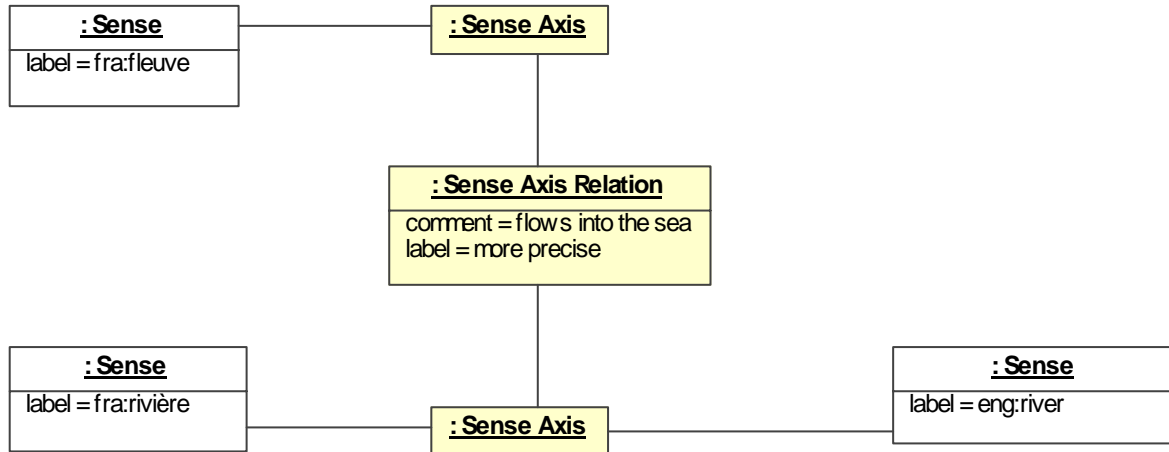 : Sense
label = fra:fleuve
: Sense Axis
: Sense Axis Relation
comment = flows into the sea
label = more precise
: Sense
label = fra:rivière
: Sense Axis
: Sense
label = eng:river